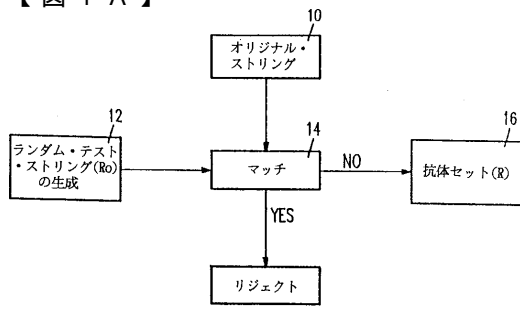 【図1A】
10
オリジナル・
ストリング
12
ランダム・テスト
・ストリング(Ro)
の生成
14
マッチ
NO
16
抗体セット(R)
YES
リジェクト